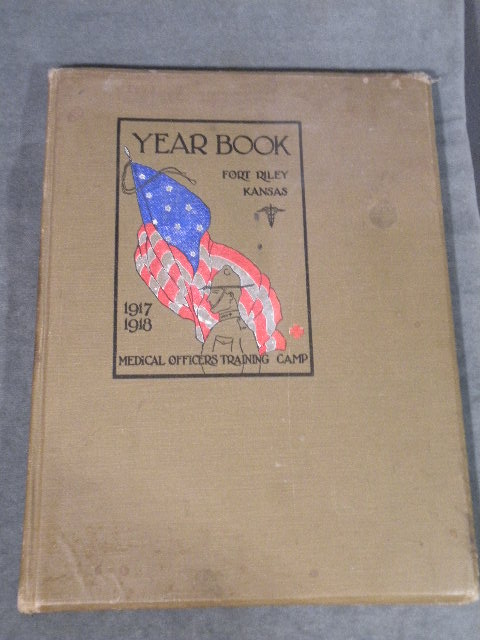 YEAR BOOK
FORT RILEY
KANSAS
1917
1918
MEDICAL OFFICERS TRAINING CAMP